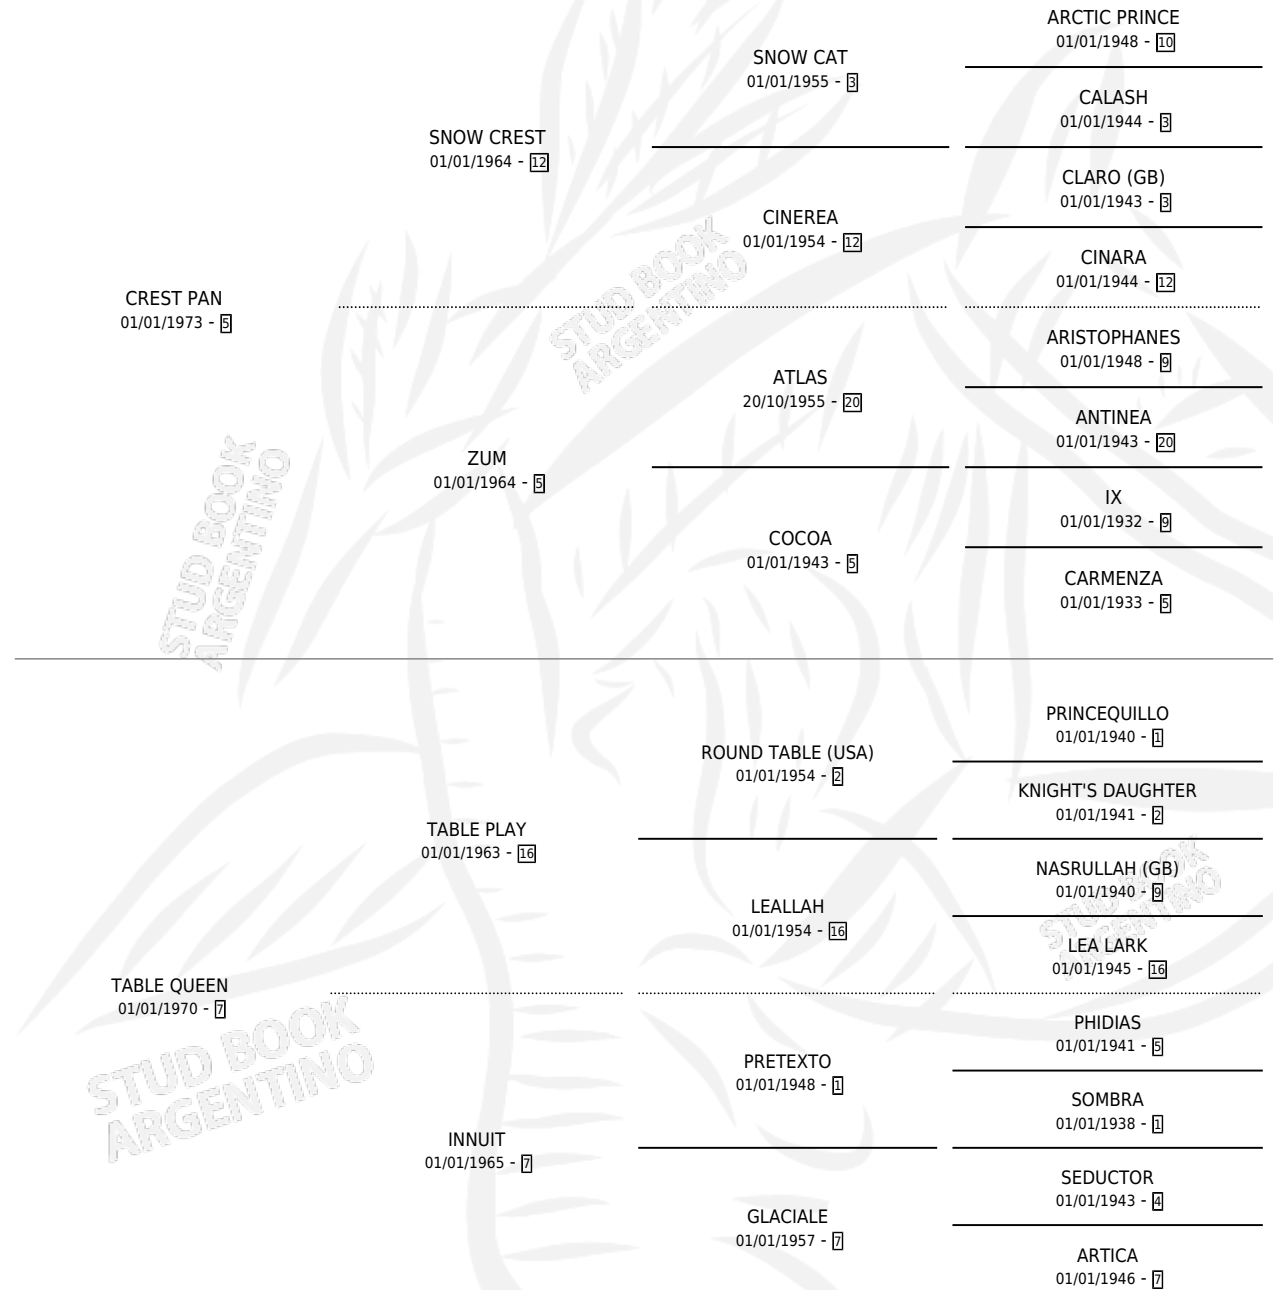 ARCTIC PRINCE
01/01/1948 - 10
SNOW CAT
01/01/1955 - 3
CALASH
01/01/1944 - 3
SNOW CREST
01/01/1964 - 12
CLARO (GB)
01/01/1943 - 3
CINEREA
01/01/1954 - 12
CINARA
01/01/1944 - 12
CREST PAN
01/01/1973 - 5
STUD BOOK
ARGENTINO
ARISTOPHANES
01/01/1948 - 9
ATLAS
20/10/1955 - 20
ANTINEA
01/01/1943 - 20
ZUM
01/01/1964 - 5
IX
01/01/1932 - 9
COCOA
01/01/1943 - 5
CARMENZA
01/01/1933 - 5
STUD BOOK
ARGENTINO
PRINCEQUILLO
01/01/1940 - 1
ROUND TABLE (USA)
01/01/1954 - 2
KNIGHT'S DAUGHTER
01/01/1941 - 2
TABLE PLAY
01/01/1963 - 16
NASRULLAH (GB)
01/01/1940 - 9
LEALLAH
01/01/1954 - 16
LEA LARK
01/01/1945 - 16
STUD BOOK
ARGENTINO
TABLE QUEEN
01/01/1970 - 7
STUD BOOK
ARGENTINO
PHIDIAS
01/01/1941 - 5
PRETEXTO
01/01/1948 - 1
SOMBRA
01/01/1938 - 1
INNUIT
01/01/1965 - 7
SEDUCTOR
01/01/1943 - 4
GLACIALE
01/01/1957 - 7
ARTICA
01/01/1946 - 7